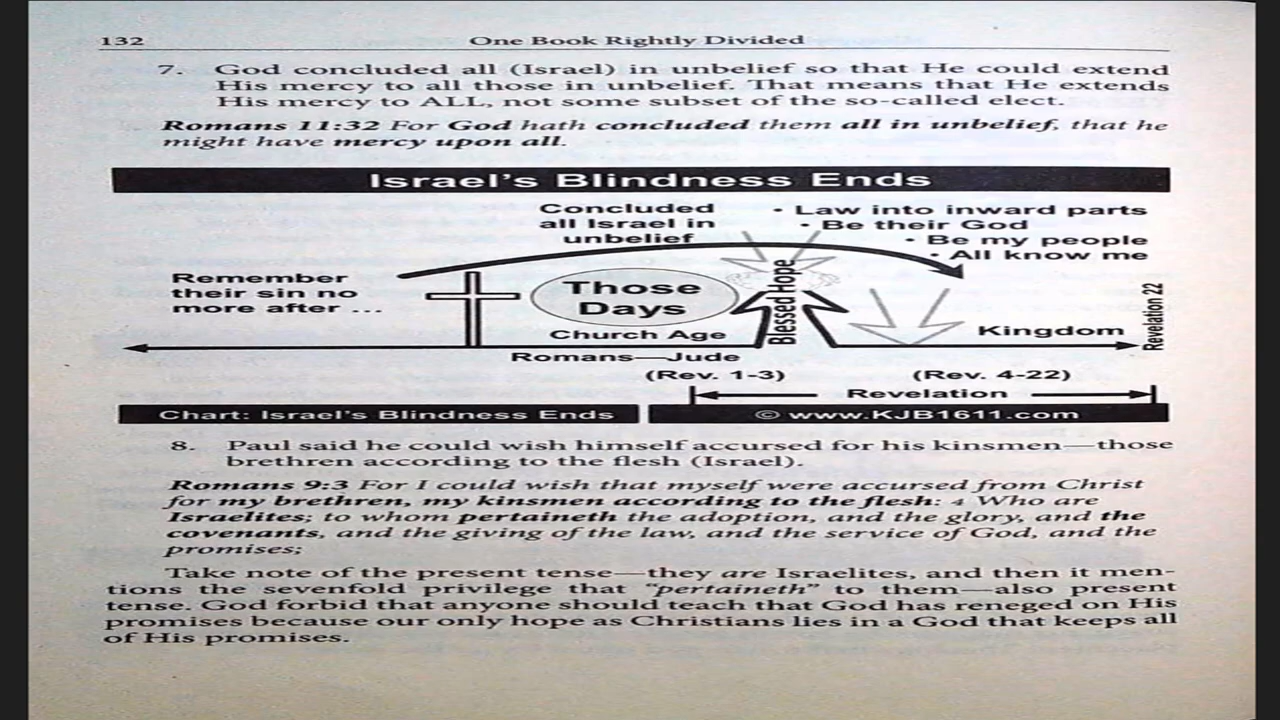 132
One Book Rightly Divided
7. God concluded all (Israel) in unbelief so that He could extend
His mercy to all those in unbelief. That means that He extends
His mercy to ALL, not some subset of the so-called elect.
Romans 11:32 For God hath concluded them all in unbelief, that he
might have mercy upon all.
Israel's Blindness Ends
Concluded
all Israel in
unbelief
• Law into inward parts
• Be their God
• Be my people
• All know me
Remember
their sin no
more after ...
Those
Days
Blessed Hope
Church Age
Kingdom
Revelation 22
Romans—Jude
(Rev. 1-3)
(Rev. 4-22)
Revelation
Chart: Israel's Blindness Ends
© www.KJB1611.com
8. Paul said he could wish himself accursed for his kinsmen—those
brethren according to the flesh (Israel).
Romans 9:3 For I could wish that myself were accursed from Christ
for my brethren, my kinsmen according to the flesh: 4 Who are
Israelites; to whom pertaineth the adoption, and the glory, and the
covenants, and the giving of the law, and the service of God, and the
promises;
Take note of the present tense—they are Israelites, and then it men-
tions the sevenfold privilege that "pertaineth" to them—also present
tense. God forbid that anyone should teach that God has reneged on His
promises because our only hope as Christians lies in a God that keeps all
of His promises.